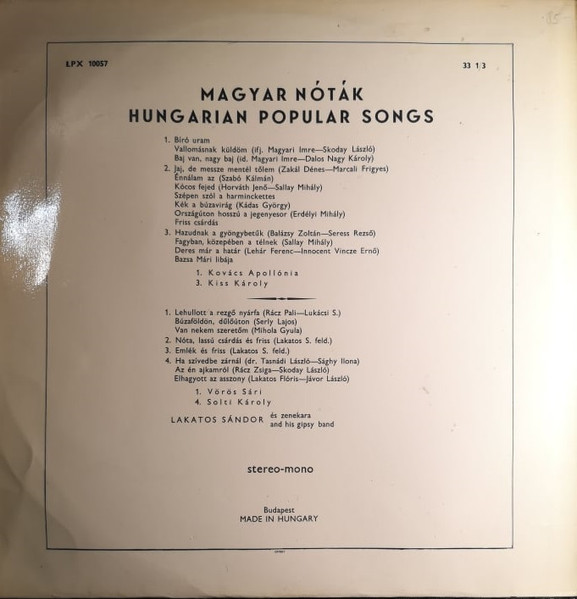 LPX 10057
33 1/3
MAGYAR NÓTÁK
HUNGARIAN POPULAR SONGS
1. Bíró uram
Vallomásnak küldöm (ifj. Magyari Imre—Skoday László)
Baj van, nagy baj (id. Magyari Imre—Dalos Nagy Károly)
2. Jaj, de messze mentél tőlem (Zakál Dénes—Marcali Frigyes)
Énnálam az (Szabó Kálmán)
Kócos fejed (Horváth Jenő—Sallay Mihály)
Szépen szól a harminckettes
Kék a búzavirág (Kádas György)
Országúton hosszú a jegenyesor (Erdélyi Mihály)
Friss csárdás
3. Hazudnak a gyöngybetűk (Balázsy Zoltán—Seress Rezső)
Fagyban, közepében a télnek (Sallay Mihály)
Deres már a határ (Lehár Ferenc—Innocent Vincze Ernő)
Bazsa Mári libája
1. Kovács Apollónia
3. Kiss Károly
1. Lehullott a rezgő nyárfa (Rácz Pali—Lukácsi S.)
Búzaföldön, dűlőúton (Serly Lajos)
Van nekem szeretőm (Mihola Gyula)
2. Nóta, lassú csárdás és friss (Lakatos S. feld.)
3. Emlék és friss (Lakatos S. feld.)
4. Ha szívedbe zárnál (dr. Tasnádi László—Sághy Ilona)
Az én ajkamról (Rácz Zsiga—Skoday László)
Elhagyott az asszony (Lakatos Flóris—Jávor László)
1. Vörös Sári
4. Solti Károly
LAKATOS SÁNDOR és zenekara
and his gipsy band
stereo-mono
Budapest
MADE IN HUNGARY